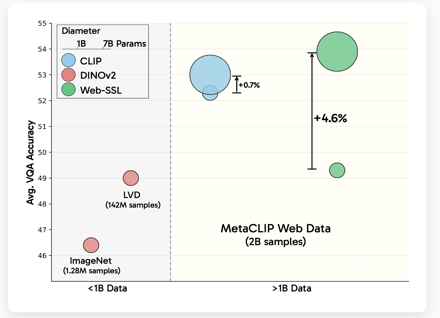 55
54
53
52
51
50
49
48
47
46
Avg. VQA Accuracy
Diameter
1B 7B Params
CLIP
DINOv2
Web-SSL
+0.7%
+4.6%
LVD
(142M samples)
ImageNet
(1.28M samples)
MetaCLIP Web Data
(2B samples)
<1B Data
>1B Data